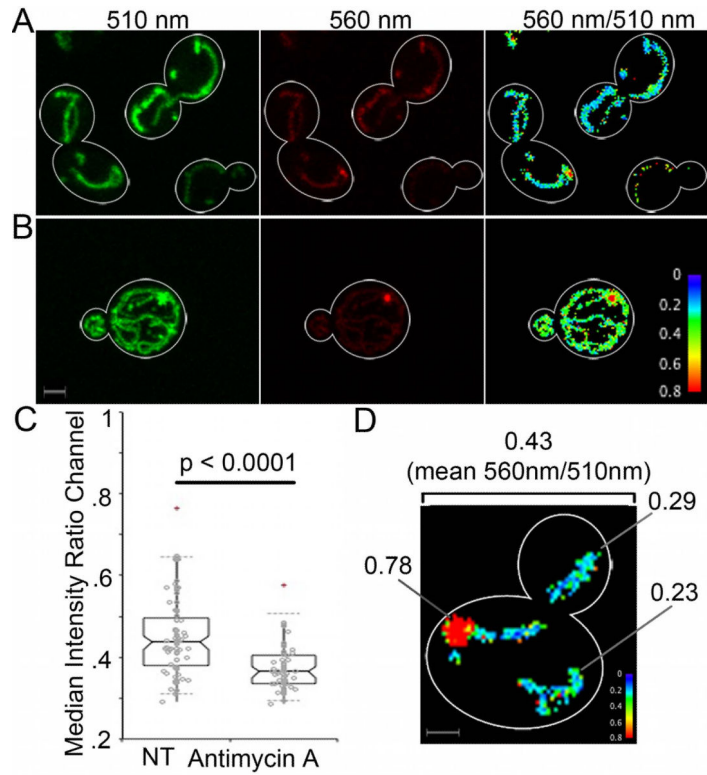 A
510 nm
560 nm
560 nm/510 nm
B
0
0.2
0.4
0.6
0.8
C
Median Intensity Ratio Channel
1
.8
.6
.4
.2
p < 0.0001
NT
Antimycin A
D
0.43
(mean 560nm/510nm)
0.29
0.78
0.23
0
0.2
0.4
0.6
0.8